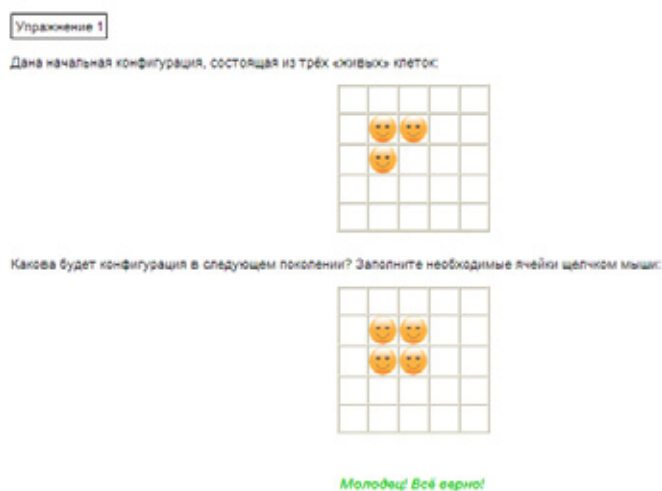 Упражнение 1
Дана начальная конфигурация, состоящая из трёх «живых» клеток:
Какова будет конфигурация в следующем поколении? Заполните необходимые ячейки щелчком мыши:
Молодец! Всё верно!